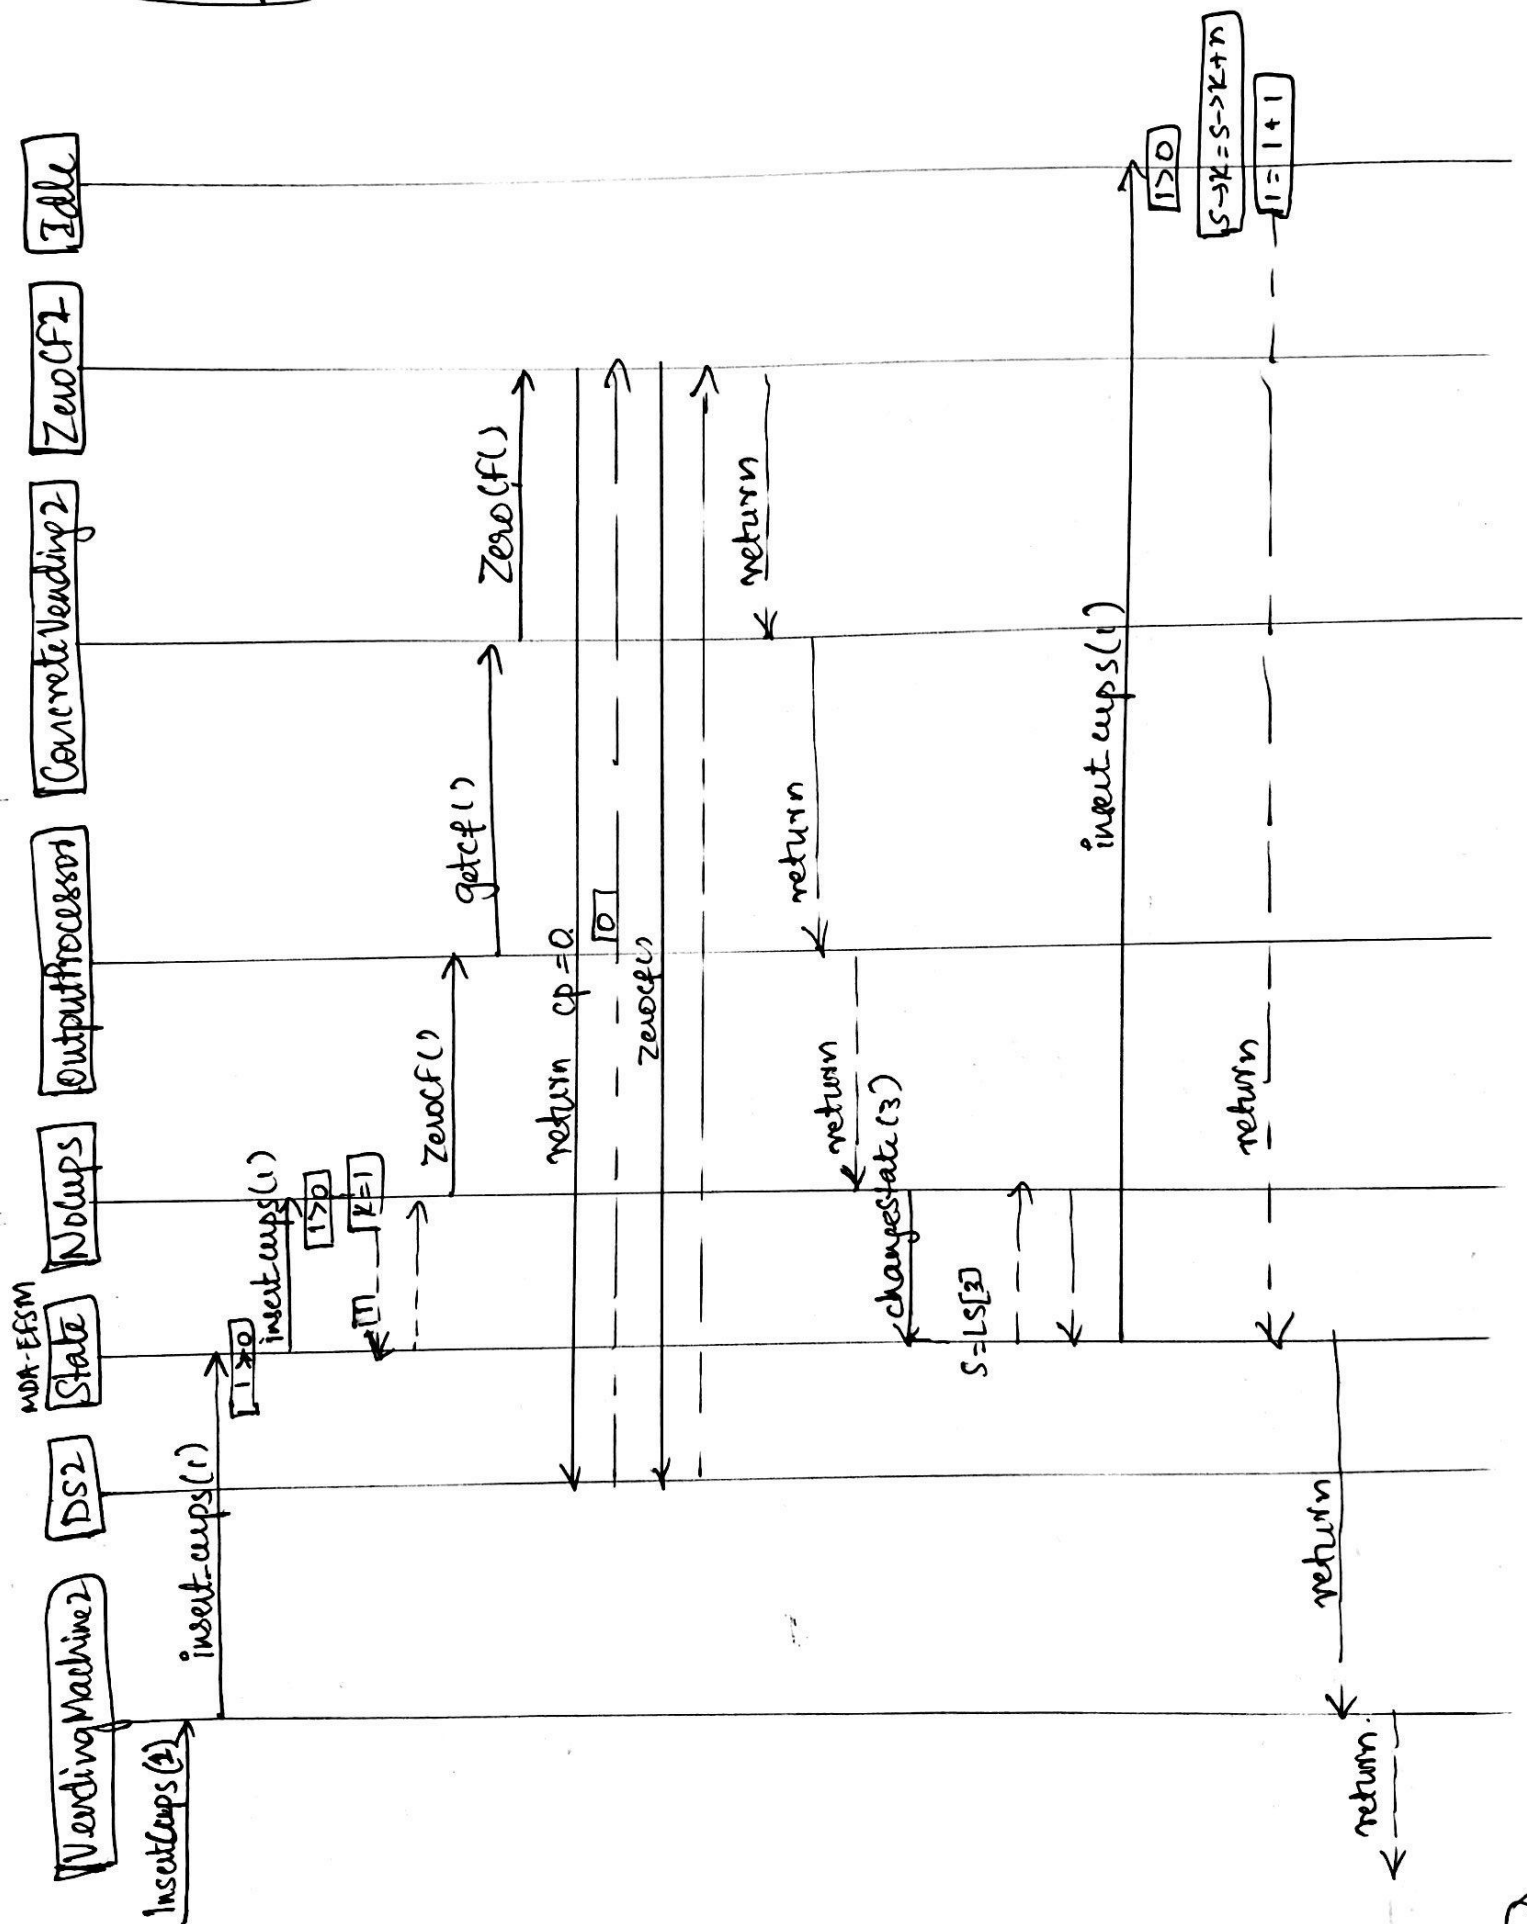 VendingMachine2
DS2
MDA-EFSM
State
NoCups
OutputProcessor
ConcreteVending2
ZeroCF2
Idle
InsertCups(1)
insert_cups(1)
1>0
insert_cups(1)
1>0
K=1
ZeroCF()
getcf()
ZeroCf()
return cp=0
0
zerocf()
return
return
return
changestate(3)
S=LS[3]
insert_cups(1)
1>0
S->K=S->K+n
1=1+1
return
return
return.